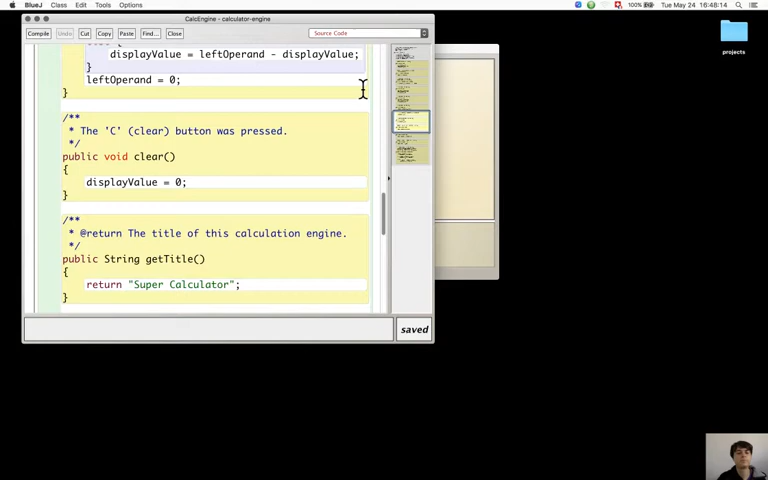 BlueJ Class Edit Tools Options 100% Tue May 24 16:48:14
CalcEngine - calculator-engine
Compile Undo Cut Copy Paste Find... Close Source Code
displayValue = leftOperand - displayValue;
}
leftOperand = 0;
}
/**
* The 'C' (clear) button was pressed.
*/
public void clear()
{
displayValue = 0;
}
/**
* @return The title of this calculation engine.
*/
public String getTitle()
{
return "Super Calculator";
}
saved
projects